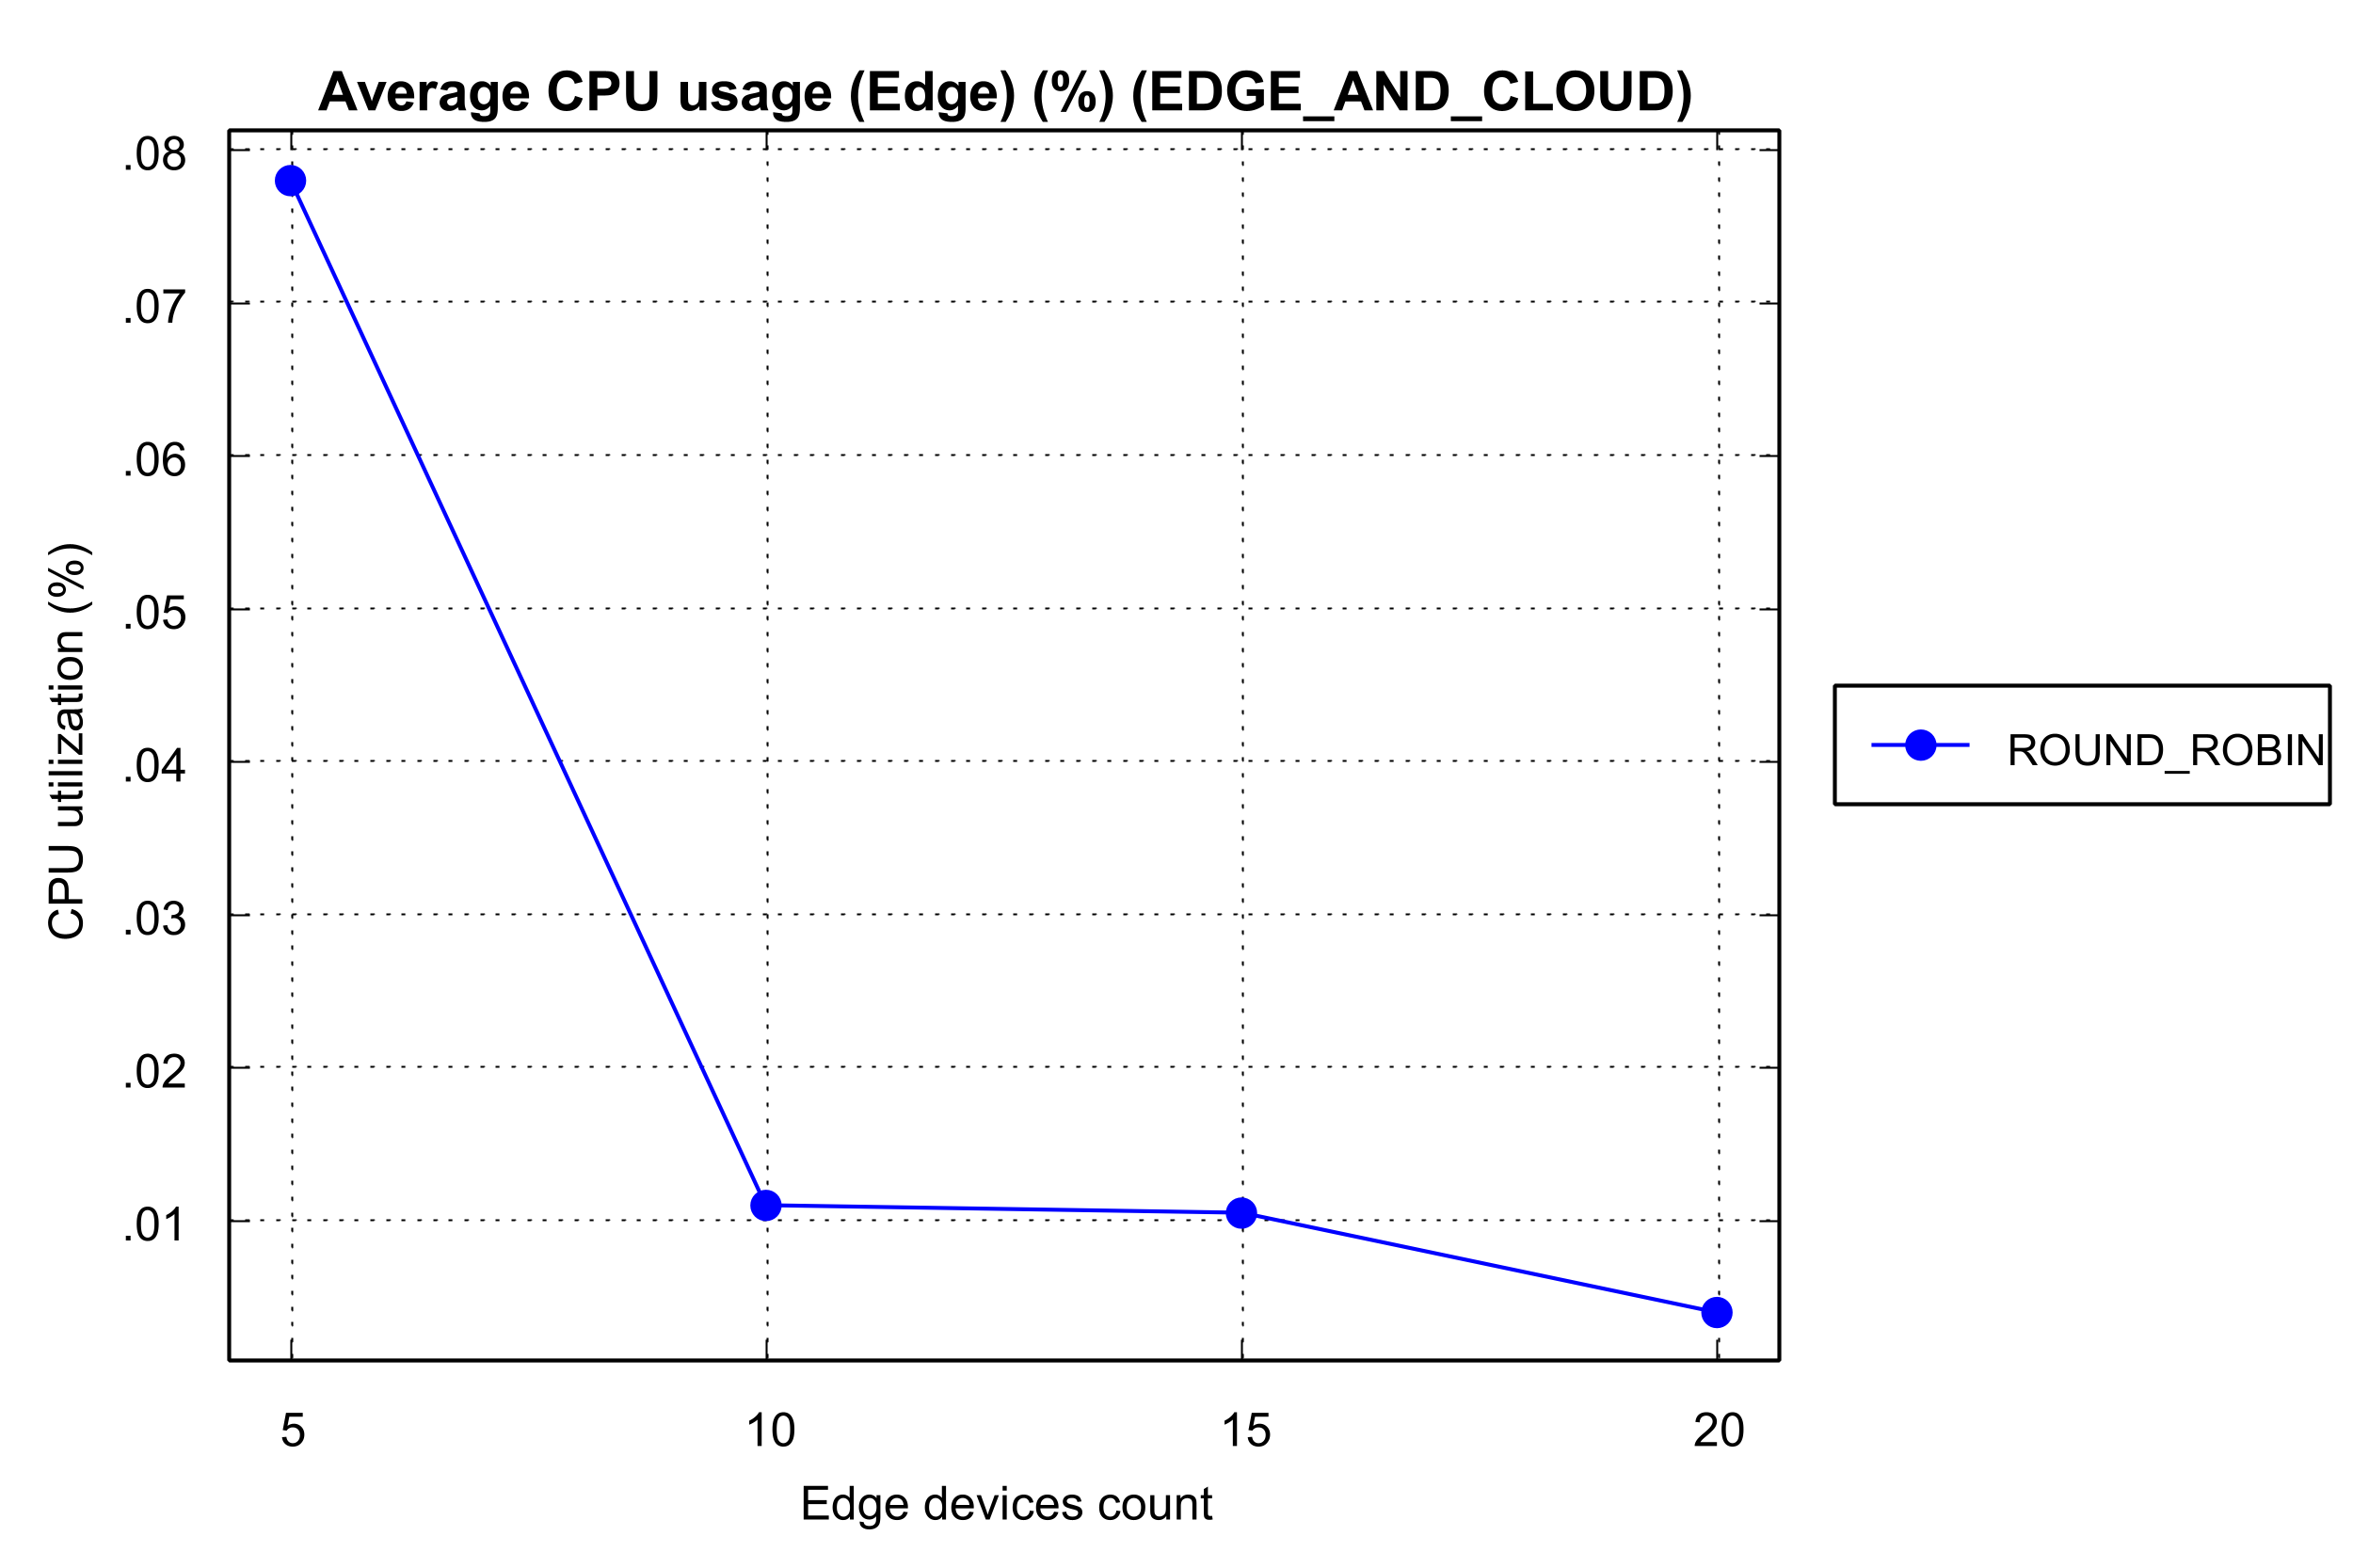 Average CPU usage (Edge) (%) (EDGE_AND_CLOUD)
CPU utilization (%)
.08
.07
.06
.05
.04
.03
.02
.01
5 10 15 20
Edge devices count
ROUND_ROBIN